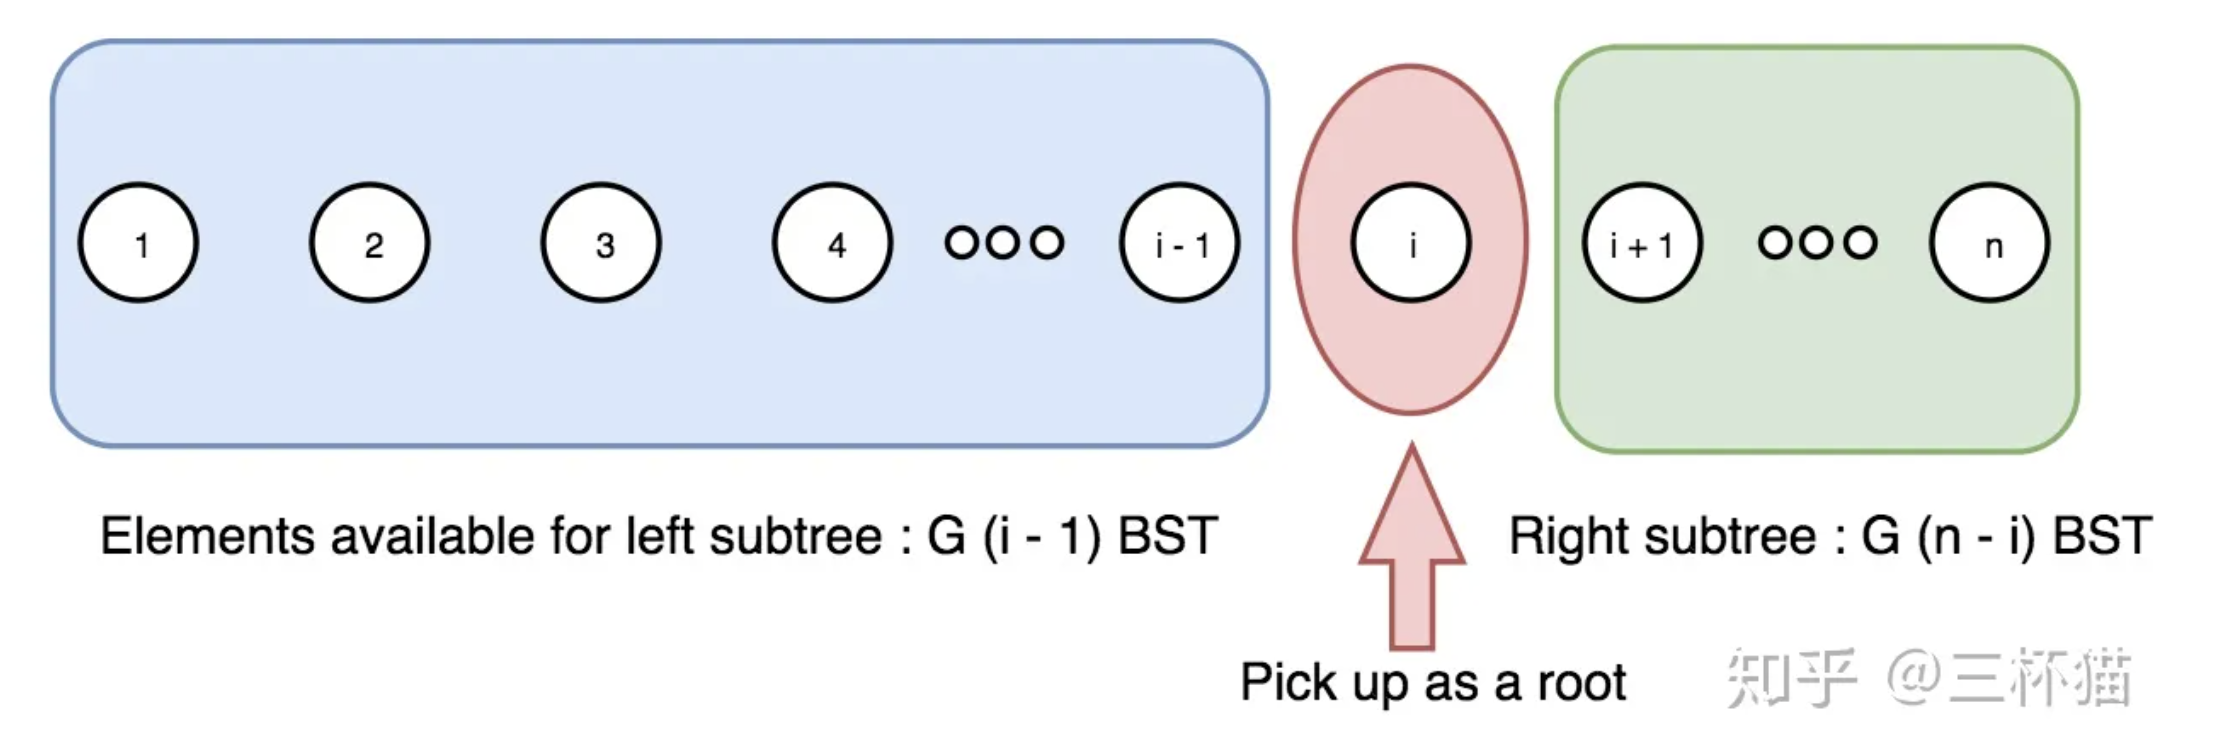 1 2 3 4 i - 1 i i + 1 n
Elements available for left subtree : G (i - 1) BST
Right subtree : G (n - i) BST
Pick up as a root
知乎 @三杯猫